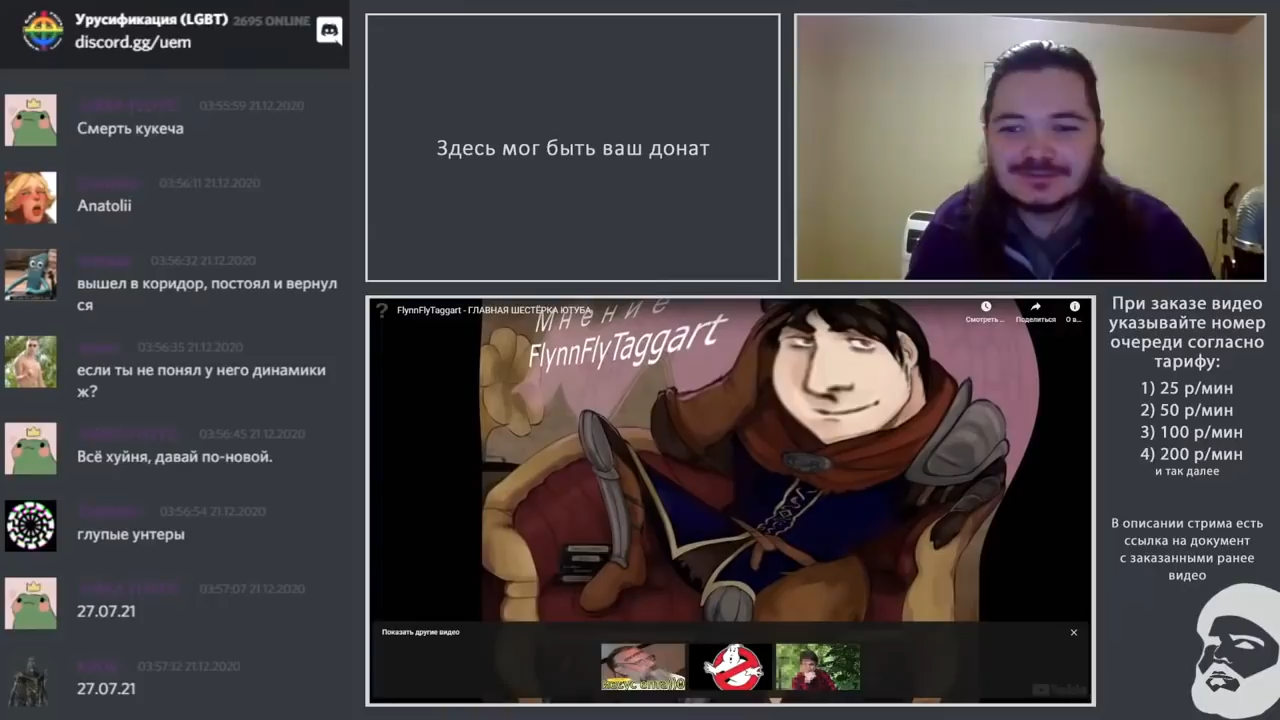 Урусификация (LGBT) 2695 ONLINE
discord.gg/uem
03:55:59 21.12.2020
Смерть кукеча
03:56:11 21.12.2020
Anatolii
03:56:32 21.12.2020
вышел в коридор, постоял и вернул
ся
03:56:35 21.12.2020
если ты не понял у него динамики
ж?
03:56:45 21.12.2020
Всё хуйня, давай по-новой.
03:56:54 21.12.2020
глупые унтеры
03:57:07 21.12.2020
27.07.21
03:57:12 21.12.2020
27.07.21
Здесь мог быть ваш донат
FlynnFlyTaggart - ГЛАВНАЯ ШЕСТЁРКА ЮТУБА
Смотреть...
Поделиться
О в...
Мнение
FlynnFlyTaggart
Показать другие видео
YouTube
При заказе видео
указывайте номер
очереди согласно
тарифу:
1) 25 р/мин
2) 50 р/мин
3) 100 р/мин
4) 200 р/мин
и так далее
В описании стрима есть
ссылка на документ
с заказанными ранее
видео